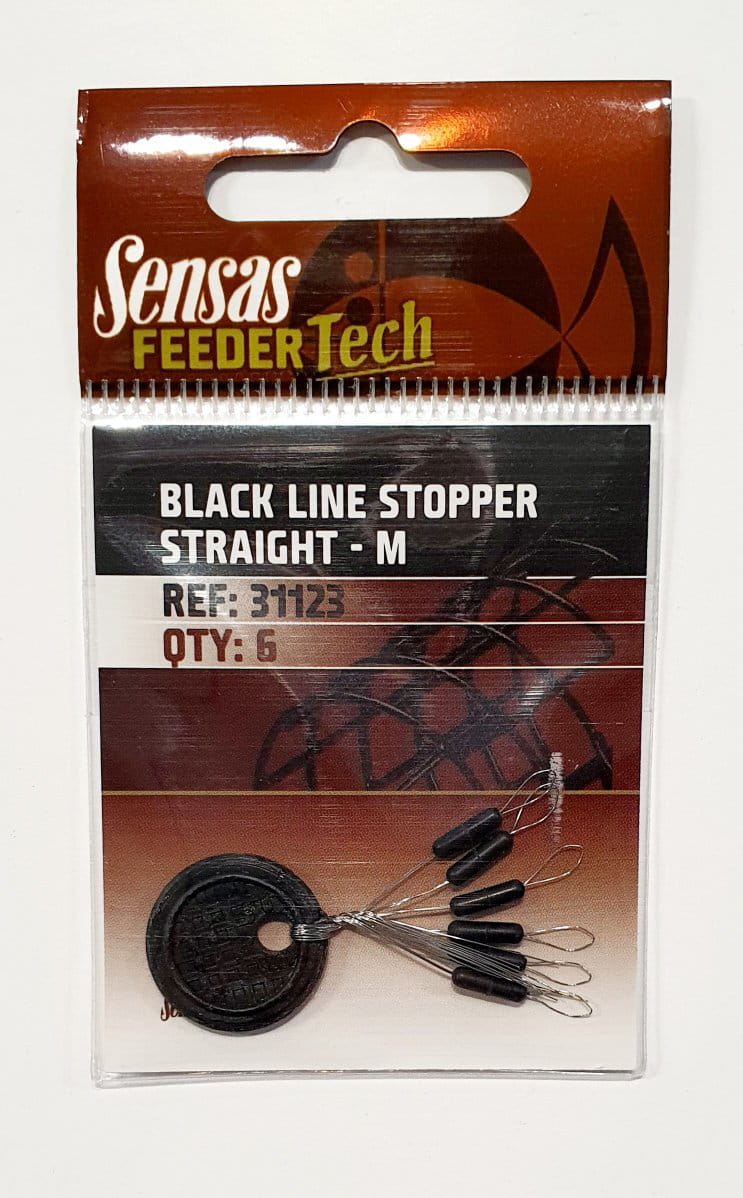 Sensas
FEEDER Tech
BLACK LINE STOPPER
STRAIGHT - M
REF: 31123
QTY: 6